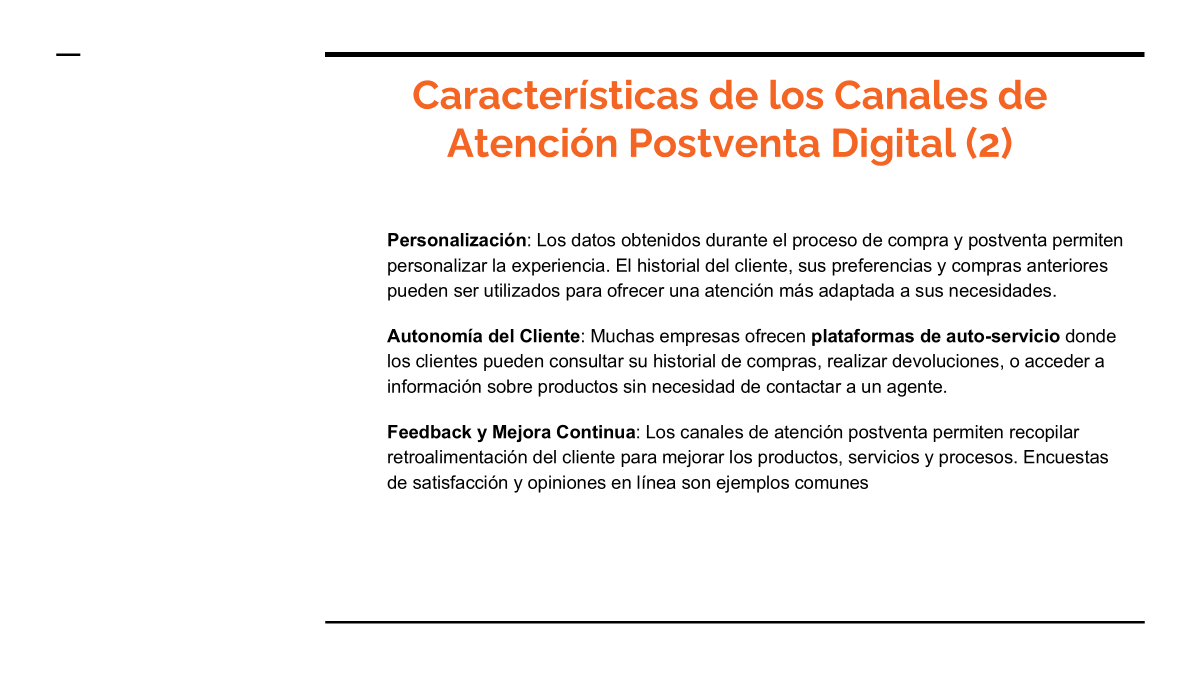 Características de los Canales de
Atención Postventa Digital (2)
Personalización: Los datos obtenidos durante el proceso de compra y postventa permiten
personalizar la experiencia. El historial del cliente, sus preferencias y compras anteriores
pueden ser utilizados para ofrecer una atención más adaptada a sus necesidades.
Autonomía del Cliente: Muchas empresas ofrecen plataformas de auto-servicio donde
los clientes pueden consultar su historial de compras, realizar devoluciones, o acceder a
información sobre productos sin necesidad de contactar a un agente.
Feedback y Mejora Continua: Los canales de atención postventa permiten recopilar
retroalimentación del cliente para mejorar los productos, servicios y procesos. Encuestas
de satisfacción y opiniones en línea son ejemplos comunes